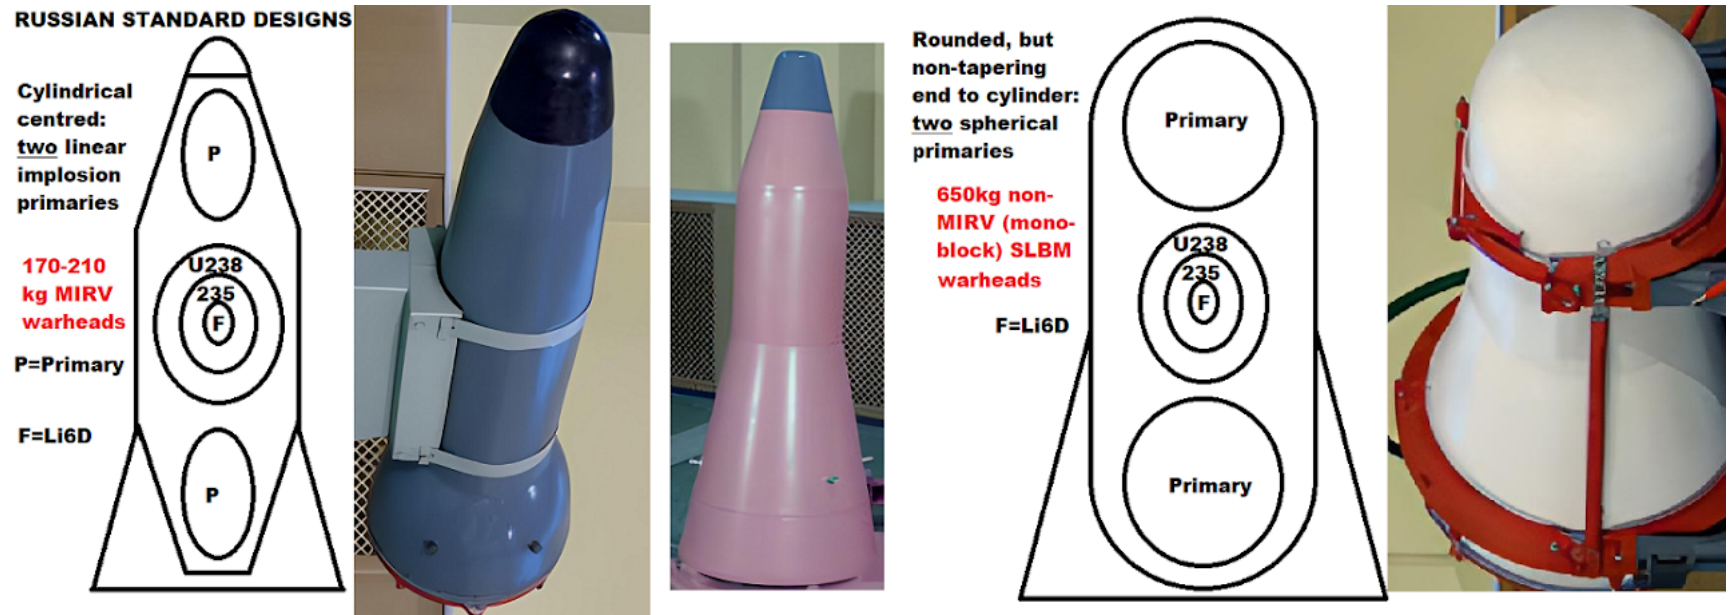 RUSSIAN STANDARD DESIGNS
Cylindrical
centred:
two linear
implosion
primaries
170-210
kg MIRV
warheads
P=Primary
F=Li6D
P
U238
235
F
P
Rounded, but
non-tapering
end to cylinder:
two spherical
primaries
650kg non-
MIRV (mono-
block) SLBM
warheads
F=Li6D
Primary
U238
235
F
Primary